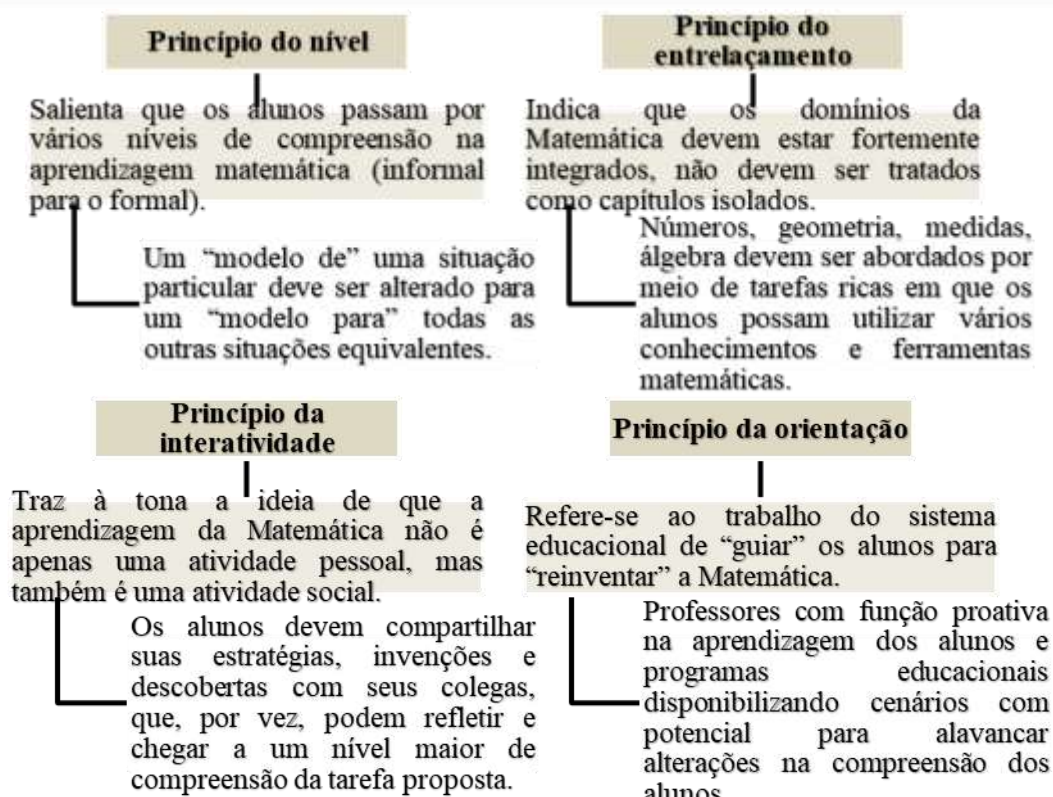 Princípio do nível
Salienta que os alunos passam por
vários níveis de compreensão na
aprendizagem matemática (informal
para o formal).
Um “modelo de” uma situação
particular deve ser alterado para
um “modelo para” todas as
outras situações equivalentes.
Princípio do
entrelaçamento
Indica que os domínios da
Matemática devem estar fortemente
integrados, não devem ser tratados
como capítulos isolados.
Números, geometria, medidas,
álgebra devem ser abordados por
meio de tarefas ricas em que os
alunos possam utilizar vários
conhecimentos e ferramentas
matemáticas.
Princípio da
interatividade
Traz à tona a ideia de que a
aprendizagem da Matemática não é
apenas uma atividade pessoal, mas
também é uma atividade social.
Os alunos devem compartilhar
suas estratégias, invenções e
descobertas com seus colegas,
que, por vez, podem refletir e
chegar a um nível maior de
compreensão da tarefa proposta.
Princípio da orientação
Refere-se ao trabalho do sistema
educacional de “guiar” os alunos para
“reinventar” a Matemática.
Professores com função proativa
na aprendizagem dos alunos e
programas educacionais
disponibilizando cenários com
potencial para alavancar
alterações na compreensão dos
alunos